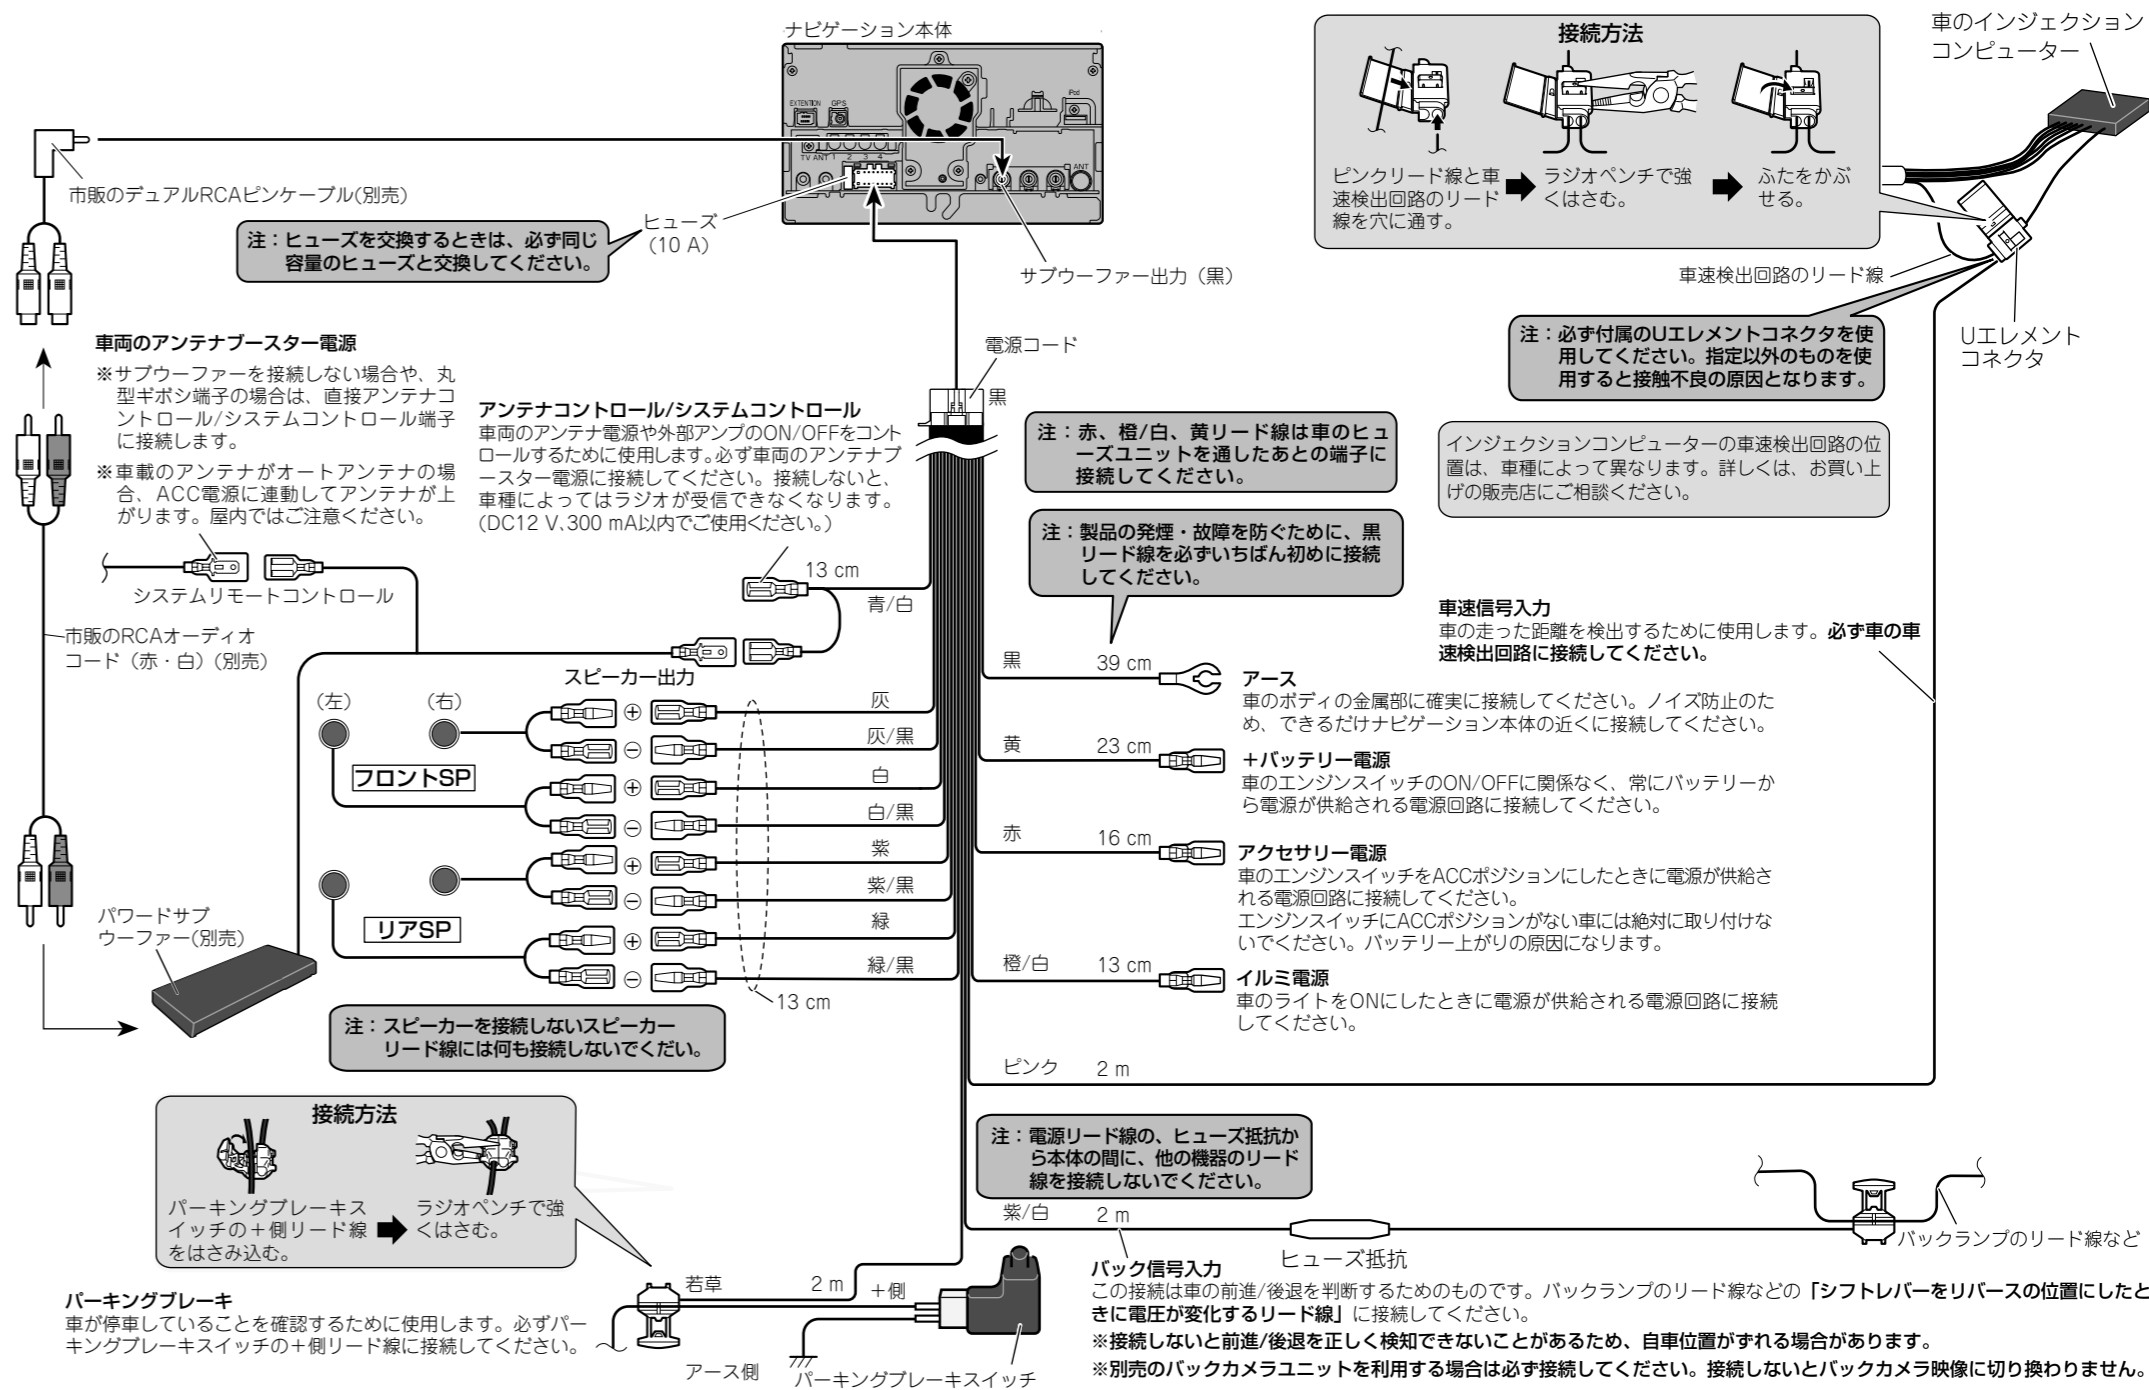 ナビゲーション本体
EXTENTION
GPS
iPod
TV ANT 1 2 3 4
ANT
市販のデュアルRCAピンケーブル(別売)
注：ヒューズを交換するときは、必ず同じ
容量のヒューズと交換してください。
ヒューズ
（10 A）
サブウーファー出力（黒）
接続方法
ピンクリード線と車
速検出回路のリード
線を穴に通す。
ラジオペンチで強
くはさむ。
ふたをかぶ
せる。
車のインジェクション
コンピューター
車速検出回路のリード線
Uエレメント
コネクタ
注：必ず付属のUエレメントコネクタを使
用してください。指定以外のものを使
用すると接触不良の原因となります。
インジェクションコンピューターの車速検出回路の位
置は、車種によって異なります。詳しくは、お買い上
げの販売店にご相談ください。
車両のアンテナブースター電源
※サブウーファーを接続しない場合や、丸
型ギボシ端子の場合は、直接アンテナコ
ントロール/システムコントロール端子
に接続します。
※車載のアンテナがオートアンテナの場
合、ACC電源に連動してアンテナが上
がります。屋内ではご注意ください。
システムリモートコントロール
市販のRCAオーディオ
コード（赤・白）(別売)
電源コード
黒
アンテナコントロール/システムコントロール
車両のアンテナ電源や外部アンプのON/OFFをコント
ロールするために使用します。必ず車両のアンテナブ
ースター電源に接続してください。接続しないと、
車種によってはラジオが受信できなくなります。
(DC12 V、300 mA以内でご使用ください。)
13 cm
青/白
注：赤、橙/白、黄リード線は車のヒュ
ーズユニットを通したあとの端子に
接続してください。
注：製品の発煙・故障を防ぐために、黒
リード線を必ずいちばん初めに接続
してください。
スピーカー出力
（左）
（右）
フロントSP
リアSP
⊕
⊖
⊕
⊖
⊕
⊖
⊕
⊖
灰
灰/黒
白
白/黒
紫
紫/黒
緑
緑/黒
13 cm
パワードサブ
ウーファー(別売)
注：スピーカーを接続しないスピーカー
リード線には何も接続しないでくだい。
黒 39 cm
アース
車のボディの金属部に確実に接続してください。ノイズ防止のた
め、できるだけナビゲーション本体の近くに接続してください。
黄 23 cm
＋バッテリー電源
車のエンジンスイッチのON/OFFに関係なく、常にバッテリーか
ら電源が供給される電源回路に接続してください。
赤 16 cm
アクセサリー電源
車のエンジンスイッチをACCポジションにしたときに電源が供給さ
れる電源回路に接続してください。
エンジンスイッチにACCポジションがない車には絶対に取り付けな
いでください。バッテリー上がりの原因になります。
橙/白 13 cm
イルミ電源
車のライトをONにしたときに電源が供給される電源回路に接続
してください。
車速信号入力
車の走った距離を検出するために使用します。必ず車の車
速検出回路に接続してください。
ピンク 2 m
注：電源リード線の、ヒューズ抵抗か
ら本体の間に、他の機器のリード
線を接続しないでください。
紫/白 2 m
ヒューズ抵抗
バックランプのリード線など
バック信号入力
この接続は車の前進/後退を判断するためのものです。バックランプのリード線などの「シフトレバーをリバースの位置にしたと
きに電圧が変化するリード線」に接続してください。
※接続しないと前進/後退を正しく検知できないことがあるため、自車位置がずれる場合があります。
※別売のバックカメラユニットを利用する場合は必ず接続してください。接続しないとバックカメラ映像に切り換わりません。
接続方法
パーキングブレーキス
イッチの＋側リード線
をはさみ込む。
ラジオペンチで強
くはさむ。
パーキングブレーキ
車が停車していることを確認するために使用します。必ずパー
キングブレーキスイッチの＋側リード線に接続してください。
若草 2 m
＋側
アース側
パーキングブレーキスイッチ